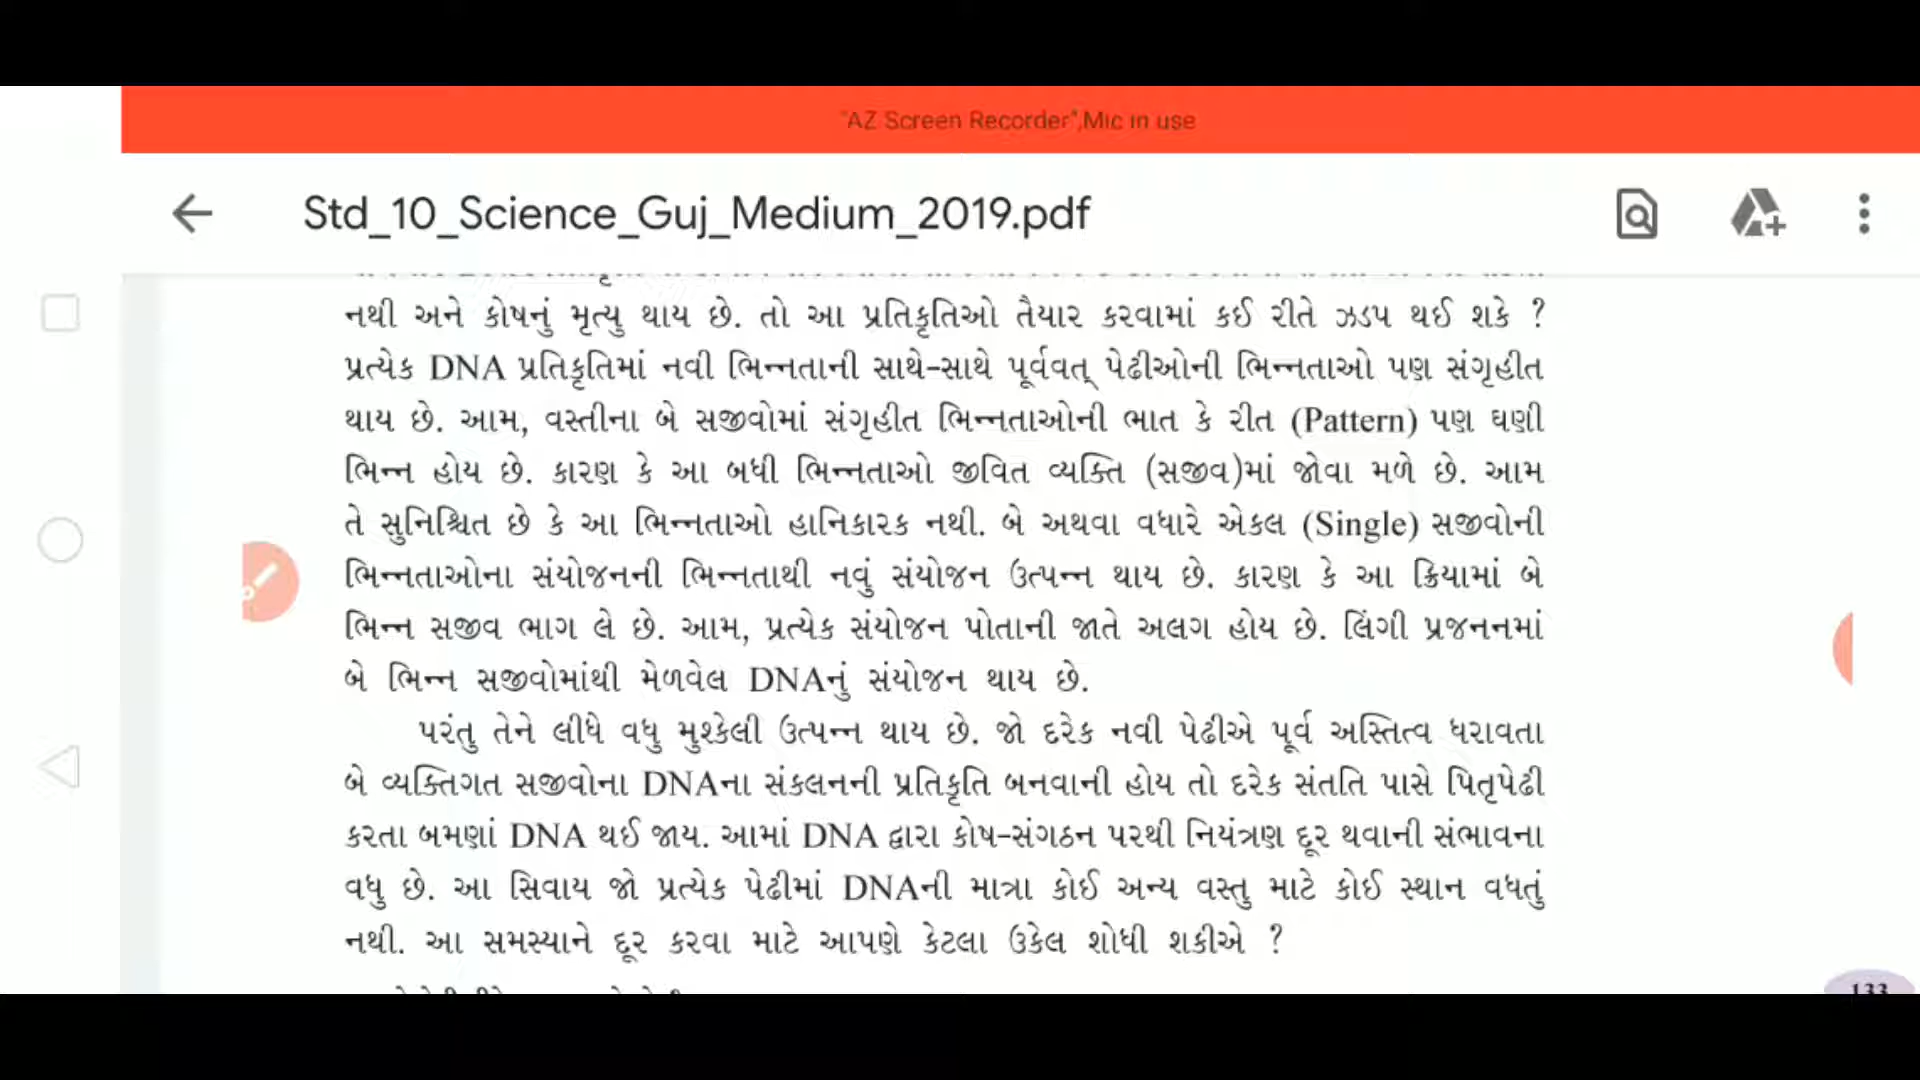 "AZ Screen Recorder",Mic in use
Std_10_Science_Guj_Medium_2019.pdf
નથી અને કોષનું મૃત્યુ થાય છે. તો આ પ્રતિકૃતિઓ તૈયાર કરવામાં કઈ રીતે ઝડપ થઈ શકે ?
પ્રત્યેક DNA પ્રતિકૃતિમાં નવી ભિન્નતાની સાથે-સાથે પૂર્વવત્ પેઢીઓની ભિન્નતાઓ પણ સંગૃહીત
થાય છે. આમ, વસ્તીના બે સજીવોમાં સંગૃહીત ભિન્નતાઓની ભાત કે રીત (Pattern) પણ ઘણી
ભિન્ન હોય છે. કારણ કે આ બધી ભિન્નતાઓ જીવિત વ્યક્તિ (સજીવ)માં જોવા મળે છે. આમ
તે સુનિશ્ચિત છે કે આ ભિન્નતાઓ હાનિકારક નથી. બે અથવા વધારે એકલ (Single) સજીવોની
ભિન્નતાઓના સંયોજનની ભિન્નતાથી નવું સંયોજન ઉત્પન્ન થાય છે. કારણ કે આ ક્રિયામાં બે
ભિન્ન સજીવ ભાગ લે છે. આમ, પ્રત્યેક સંયોજન પોતાની જાતે અલગ હોય છે. લિંગી પ્રજનનમાં
બે ભિન્ન સજીવોમાંથી મેળવેલ DNAનું સંયોજન થાય છે.
પરંતુ તેને લીધે વધુ મુશ્કેલી ઉત્પન્ન થાય છે. જો દરેક નવી પેઢીએ પૂર્વ અસ્તિત્વ ધરાવતા
બે વ્યક્તિગત સજીવોના DNAના સંકલનની પ્રતિકૃતિ બનવાની હોય તો દરેક સંતતિ પાસે પિતૃપેઢી
કરતા બમણાં DNA થઈ જાય. આમાં DNA દ્વારા કોષ-સંગઠન પરથી નિયંત્રણ દૂર થવાની સંભાવના
વધુ છે. આ સિવાય જો પ્રત્યેક પેઢીમાં DNAની માત્રા કોઈ અન્ય વસ્તુ માટે કોઈ સ્થાન વધતું
નથી. આ સમસ્યાને દૂર કરવા માટે આપણે કેટલા ઉકેલ શોધી શકીએ ?
133